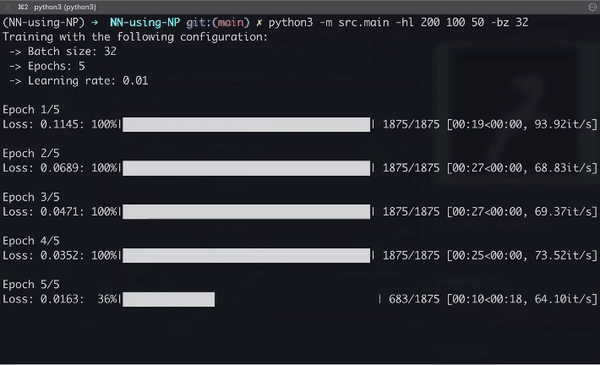 ⌘2 python3 (python3)
(NN-using-NP) → NN-using-NP git:(main) ✗ python3 -m src.main -hl 200 100 50 -bz 32
Training with the following configuration:
-> Batch size: 32
-> Epochs: 5
-> Learning rate: 0.01
Epoch 1/5
Loss: 0.1145: 100%| | 1875/1875 [00:19<00:00, 93.92it/s]
Epoch 2/5
Loss: 0.0689: 100%| | 1875/1875 [00:27<00:00, 68.83it/s]
Epoch 3/5
Loss: 0.0471: 100%| | 1875/1875 [00:27<00:00, 69.37it/s]
Epoch 4/5
Loss: 0.0352: 100%| | 1875/1875 [00:25<00:00, 73.52it/s]
Epoch 5/5
Loss: 0.0163: 36%| | 683/1875 [00:10<00:18, 64.10it/s]